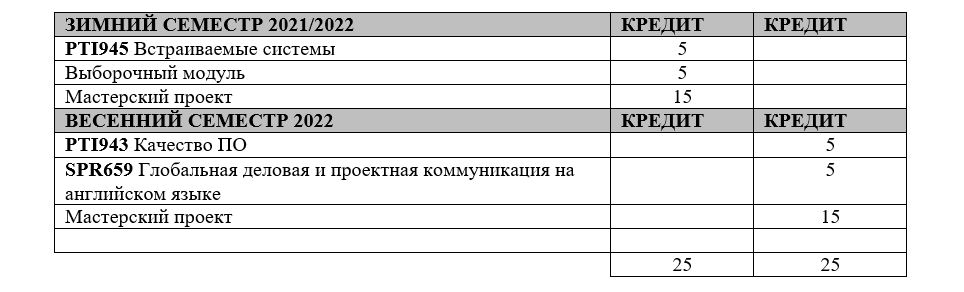 ЗИМНИЙ СЕМЕСТР 2021/2022 КРЕДИТ КРЕДИТ
PTI945 Встраиваемые системы 5
Выборочный модуль 5
Мастерский проект 15
ВЕСЕННИЙ СЕМЕСТР 2022 КРЕДИТ КРЕДИТ
PTI943 Качество ПО 5
SPR659 Глобальная деловая и проектная коммуникация на 5
английском языке
Мастерский проект 15
25 25